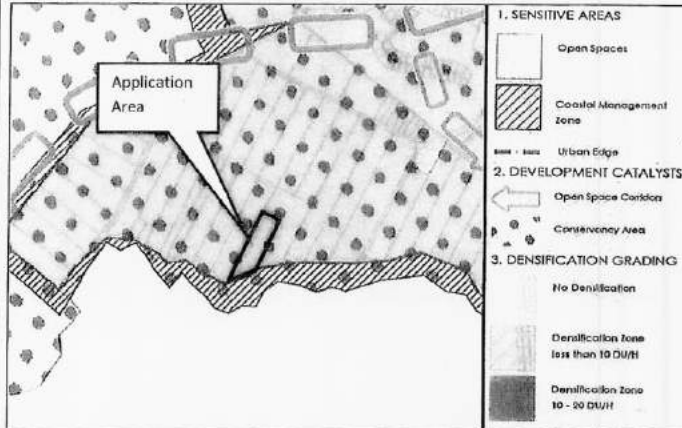 Application
Area
1. SENSITIVE AREAS
Open Spaces
Coastal Management
Zone
Urban Edge
2. DEVELOPMENT CATALYSTS
Open Space Corridors
Conservancy Area
3. DENSIFICATION GRADING
No Densification
Densification Zone
less than 10 DU/H
Densification Zone
10 - 20 DU/H